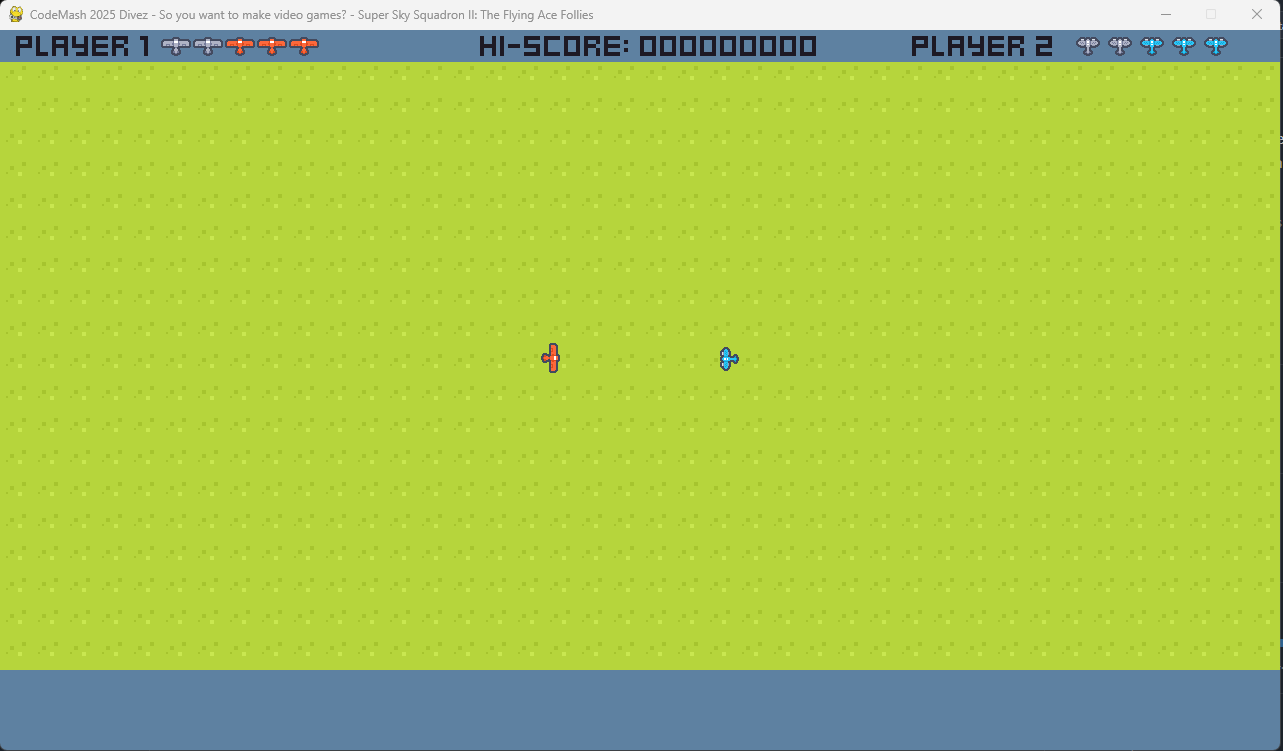 CodeMash 2025 Divez - So you want to make video games? - Super Sky Squadron II: The Flying Ace Follies
PLAYER 1 HI-SCORE: 000000000 PLAYER 2